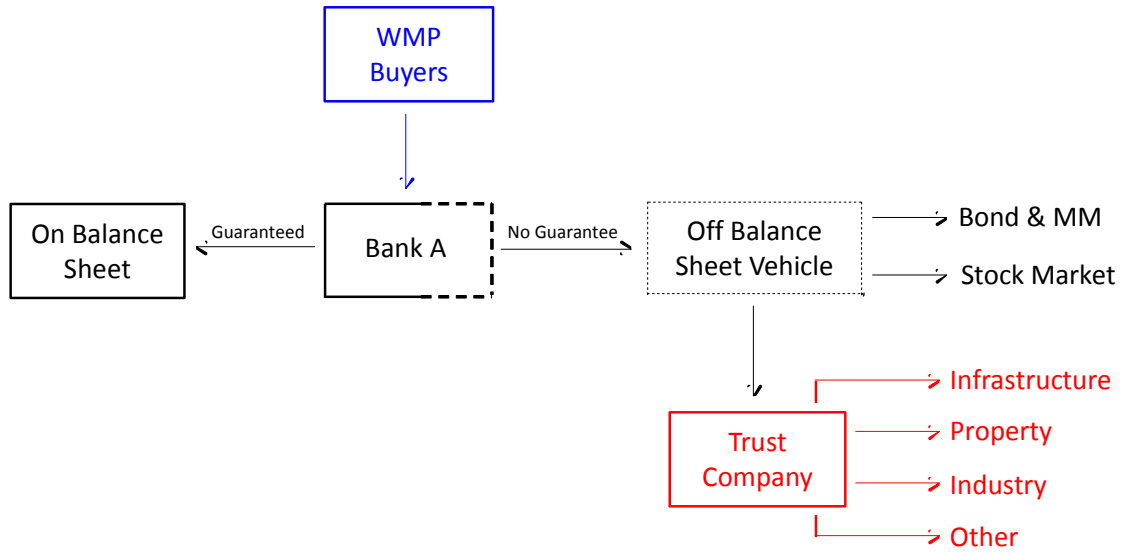 WMP
Buyers
On Balance
Sheet
Guaranteed
Bank A
No Guarantee
Off Balance
Sheet Vehicle
Bond & MM
Stock Market
Trust
Company
Infrastructure
Property
Industry
Other